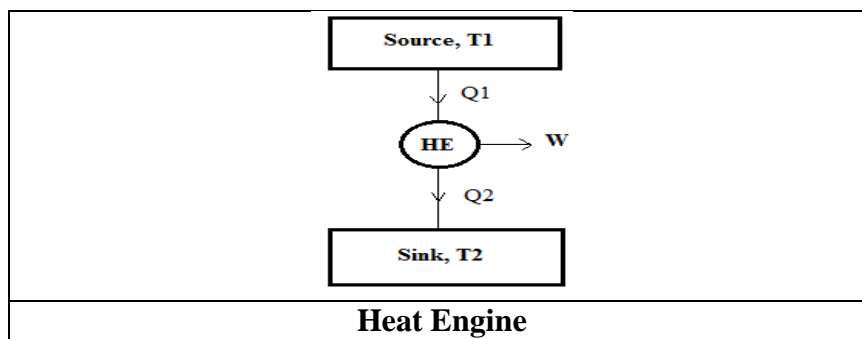 Source, T1
Q1
HE
W
Q2
Sink, T2
Heat Engine